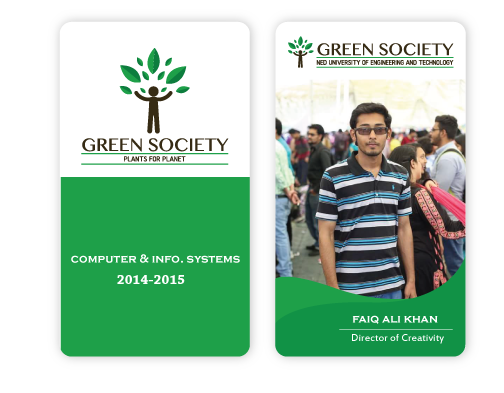 GREEN SOCIETY
PLANTS FOR PLANET
COMPUTER & INFO. SYSTEMS
2014-2015
GREEN SOCIETY
NED UNIVERSITY OF ENGINEERING AND TECHNOLOGY
FAIQ ALI KHAN
Director of Creativity